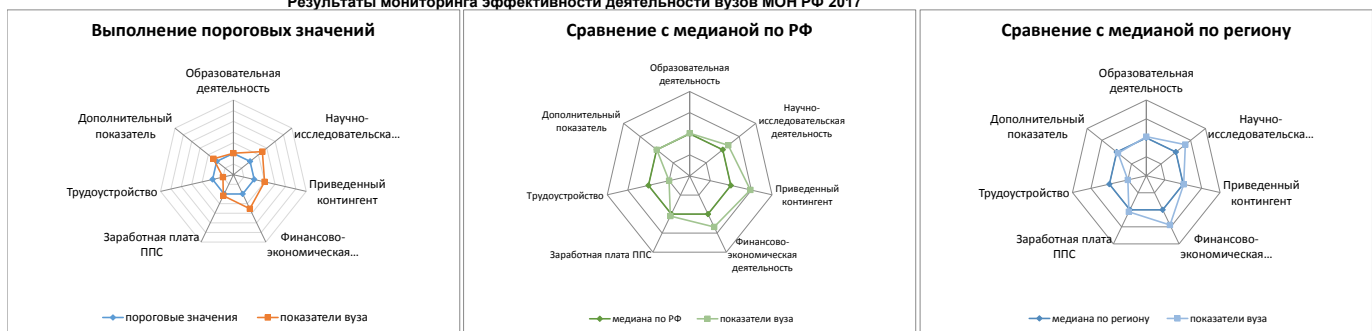 Результаты мониторинга эффективности деятельности вузов МОН РФ 2017
Выполнение пороговых значений
Образовательная
деятельность
Научно-
исследовательска…
Приведенный
контингент
Финансово-
экономическая…
Заработная плата
ППС
Трудоустройство
Дополнительный
показатель
пороговые значения
показатели вуза
Сравнение с медианой по РФ
Образовательная
деятельность
Научно-
исследовательская
деятельность
Приведенный
контингент
Финансово-
экономическая
деятельность
Заработная плата ППС
Трудоустройство
Дополнительный
показатель
медиана по РФ
показатели вуза
Сравнение с медианой по региону
Образовательная
деятельность
Научно-
исследовательска…
Приведенный
контингент
Финансово-
экономическая…
Заработная плата
ППС
Трудоустройство
Дополнительный
показатель
медиана по региону
показатели вуза